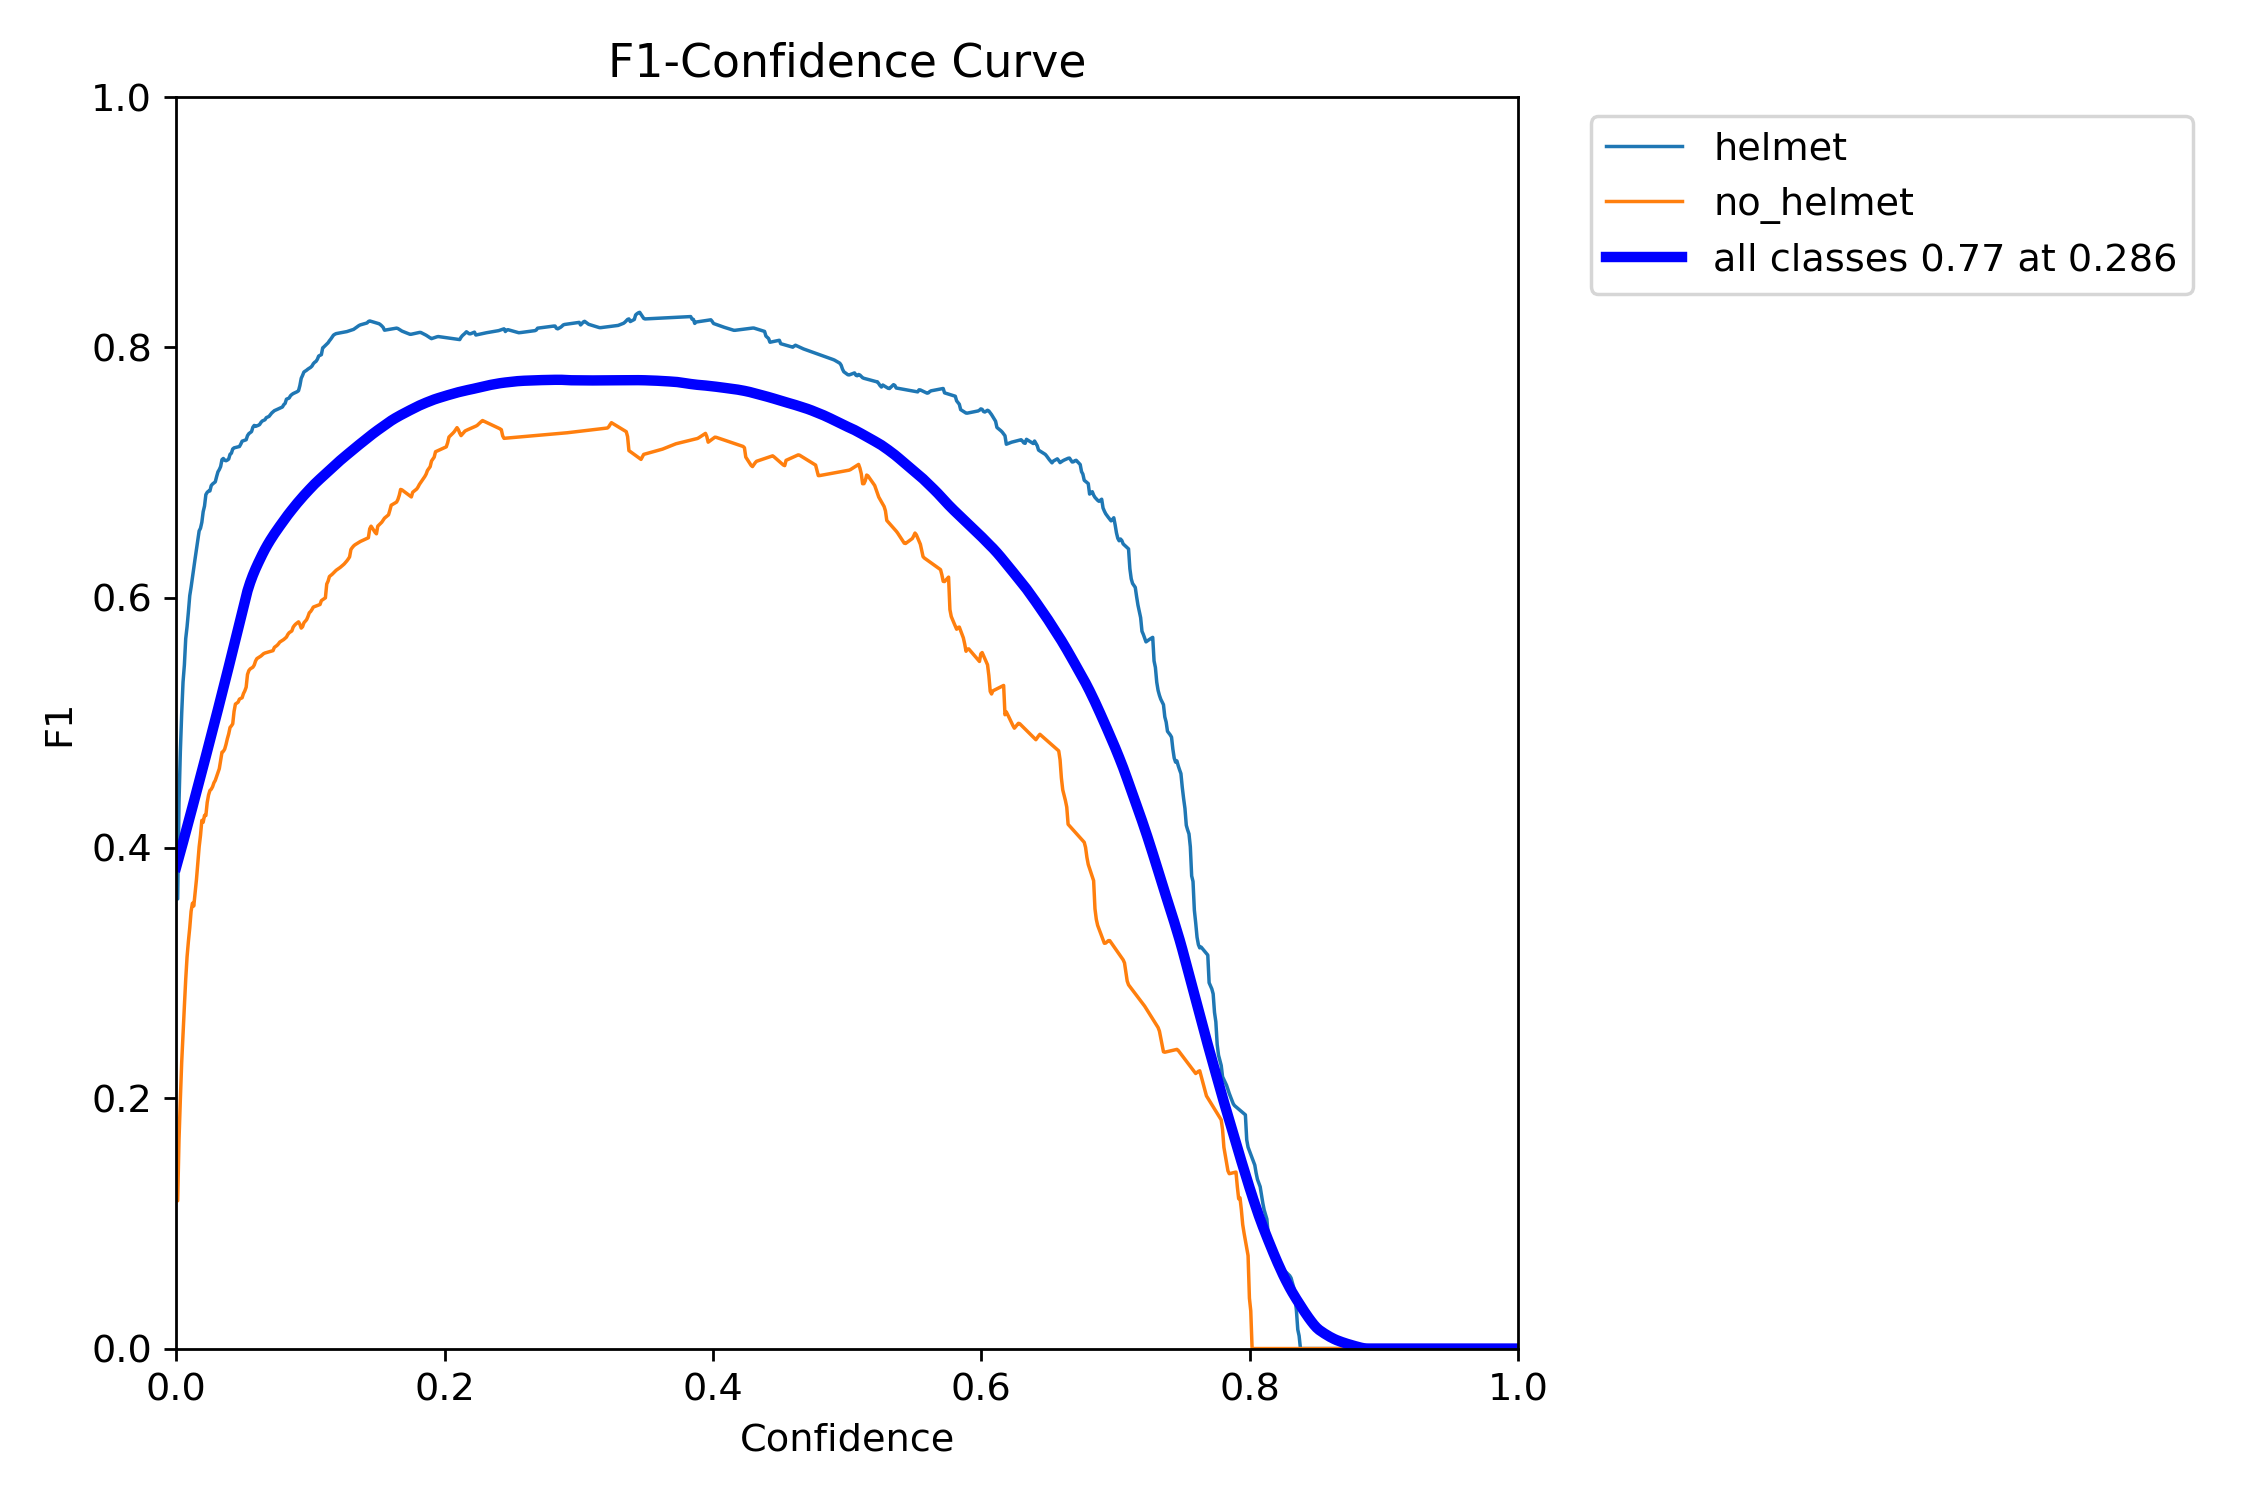 F1-Confidence Curve
helmet
no_helmet
all classes 0.77 at 0.286
1.0
0.8
0.6
0.4
0.2
0.0
F1
0.0 0.2 0.4 0.6 0.8 1.0
Confidence